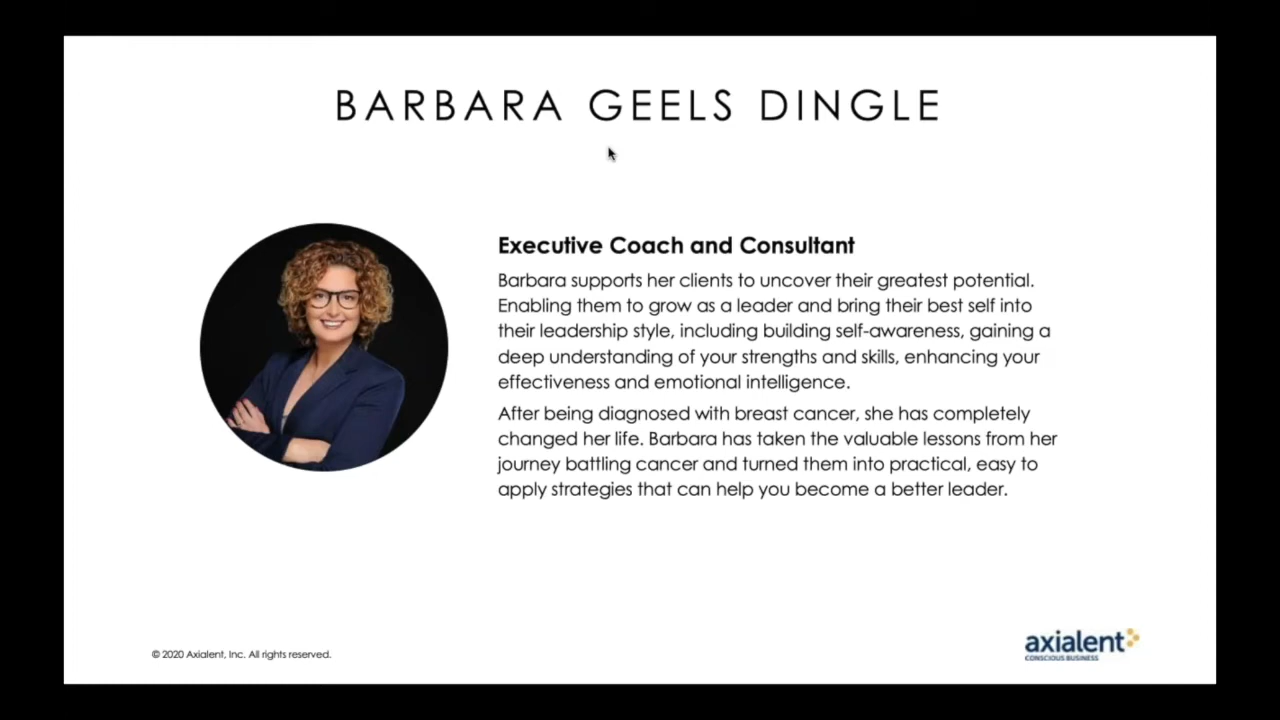 BARBARA GEELS DINGLE
Executive Coach and Consultant
Barbara supports her clients to uncover their greatest potential.
Enabling them to grow as a leader and bring their best self into
their leadership style, including building self-awareness, gaining a
deep understanding of your strengths and skills, enhancing your
effectiveness and emotional intelligence.
After being diagnosed with breast cancer, she has completely
changed her life. Barbara has taken the valuable lessons from her
journey battling cancer and turned them into practical, easy to
apply strategies that can help you become a better leader.
© 2020 Axialent, Inc. All rights reserved.
axialent
CONSCIOUS BUSINESS